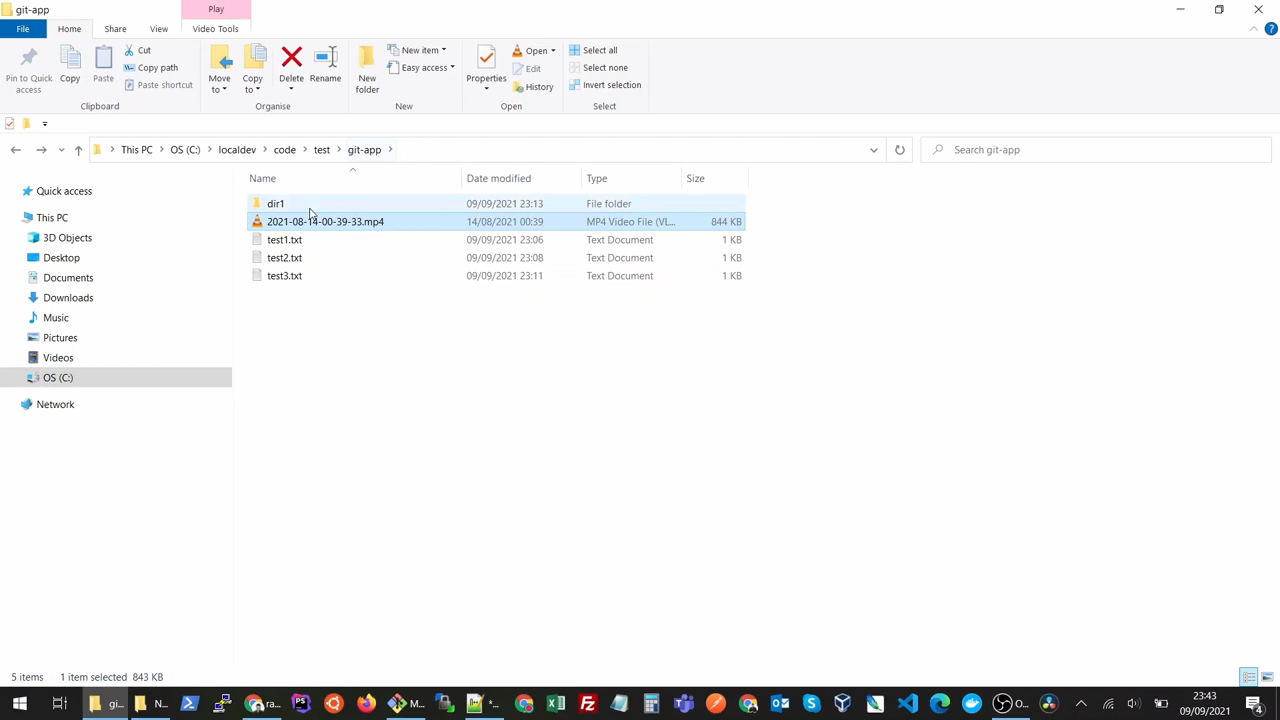 git-app
Play
File
Home
Share
View
Video Tools
Pin to Quick access
Copy
Paste
Cut
Copy path
Paste shortcut
Clipboard
Move to
Copy to
Delete
Rename
Organise
New folder
New item
Easy access
New
Properties
Open
Edit
History
Open
Select all
Select none
Invert selection
Select
This PC
OS (C:)
localdev
code
test
git-app
Search git-app
Name
Date modified
Type
Size
Quick access
This PC
3D Objects
Desktop
Documents
Downloads
Music
Pictures
Videos
OS (C:)
Network
dir1 09/09/2021 23:13 File folder
2021-08-14-00-39-33.mp4 14/08/2021 00:39 MP4 Video File (VL... 844 KB
test1.txt 09/09/2021 23:06 Text Document 1 KB
test2.txt 09/09/2021 23:08 Text Document 1 KB
test3.txt 09/09/2021 23:11 Text Document 1 KB
5 items 1 item selected 843 KB
gi...
N...
ra...
M...
*...
O...
23:43
09/09/2021